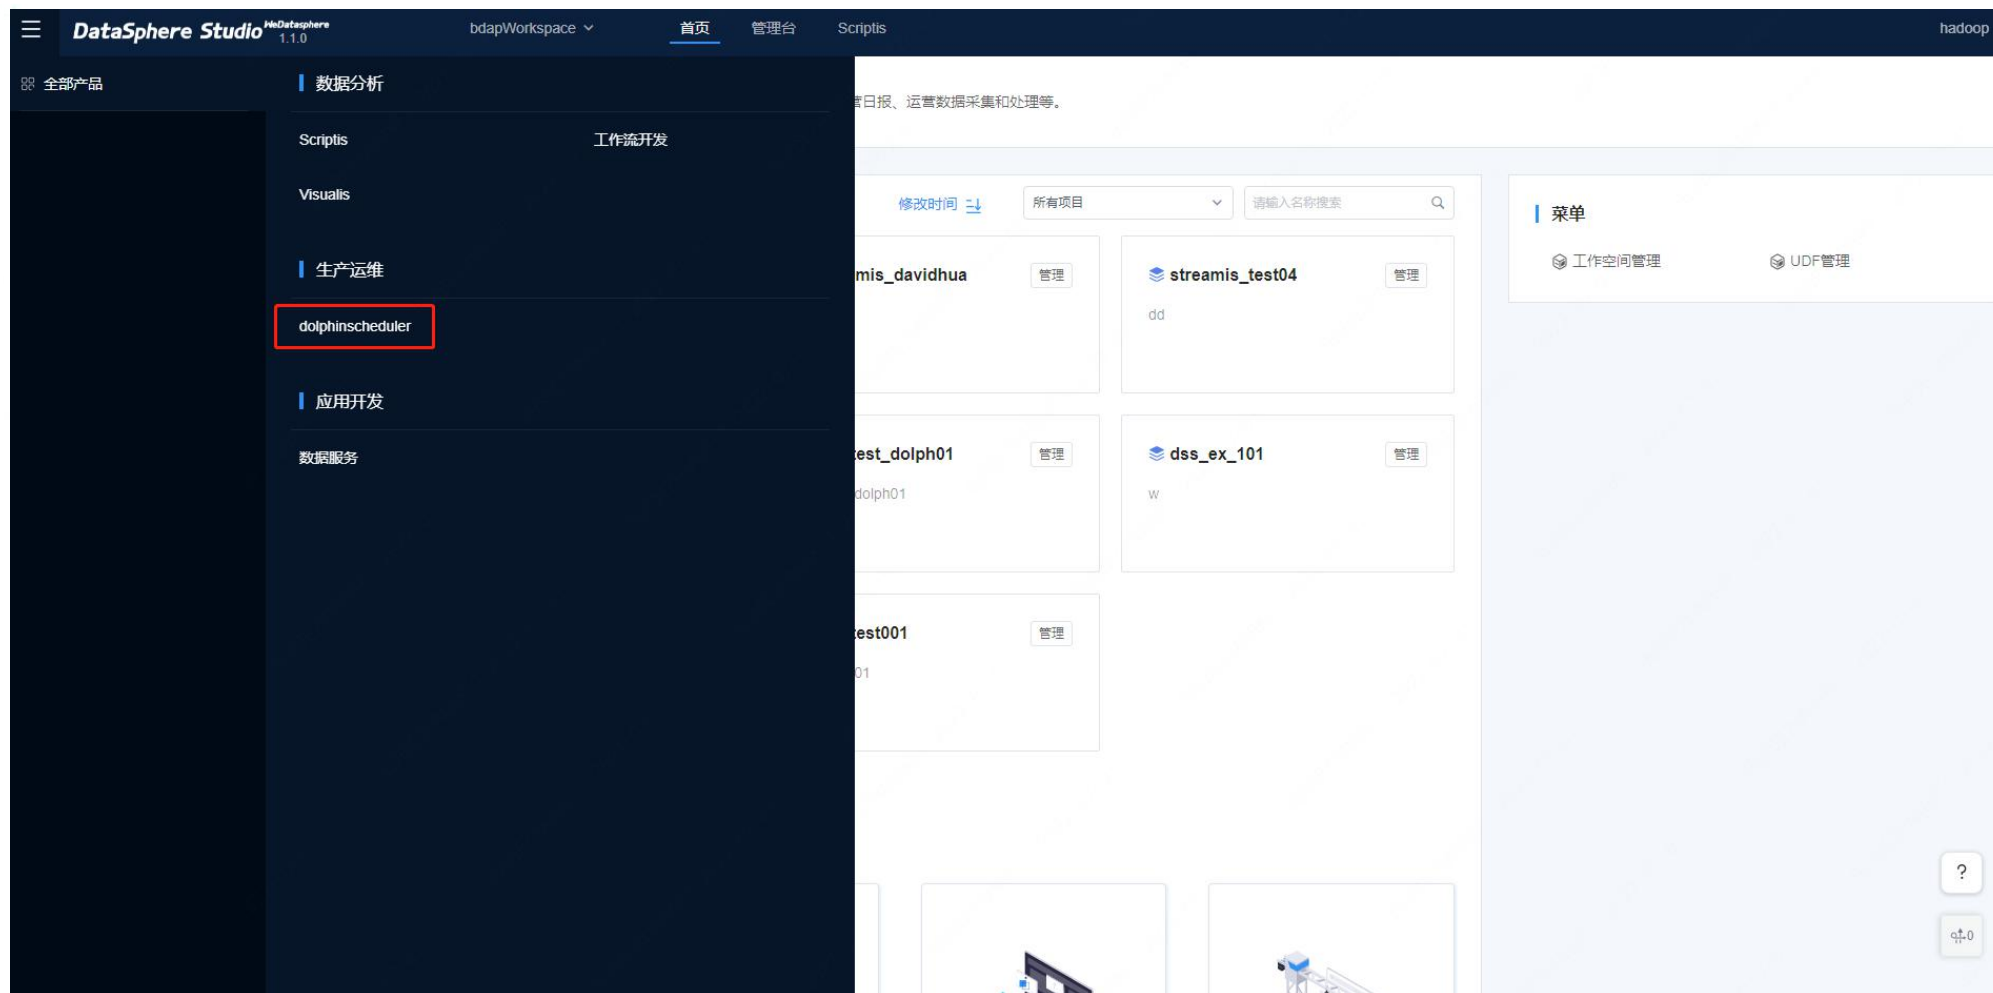 DataSphere Studio WeDatasphere 1.1.0 bdapWorkspace 首页 管理台 Scriptis hadoop
全部产品
数据分析
Scriptis 工作流开发
Visualis
生产运维
dolphinscheduler
应用开发
数据服务
营日报、运营数据采集和处理等。
修改时间 所有项目 请输入名称搜索
mis_davidhua 管理
streamis_test04 管理
dd
test_dolph01 管理
dolph01
dss_ex_101 管理
w
test001 管理
01
菜单
工作空间管理 UDF管理
?
0